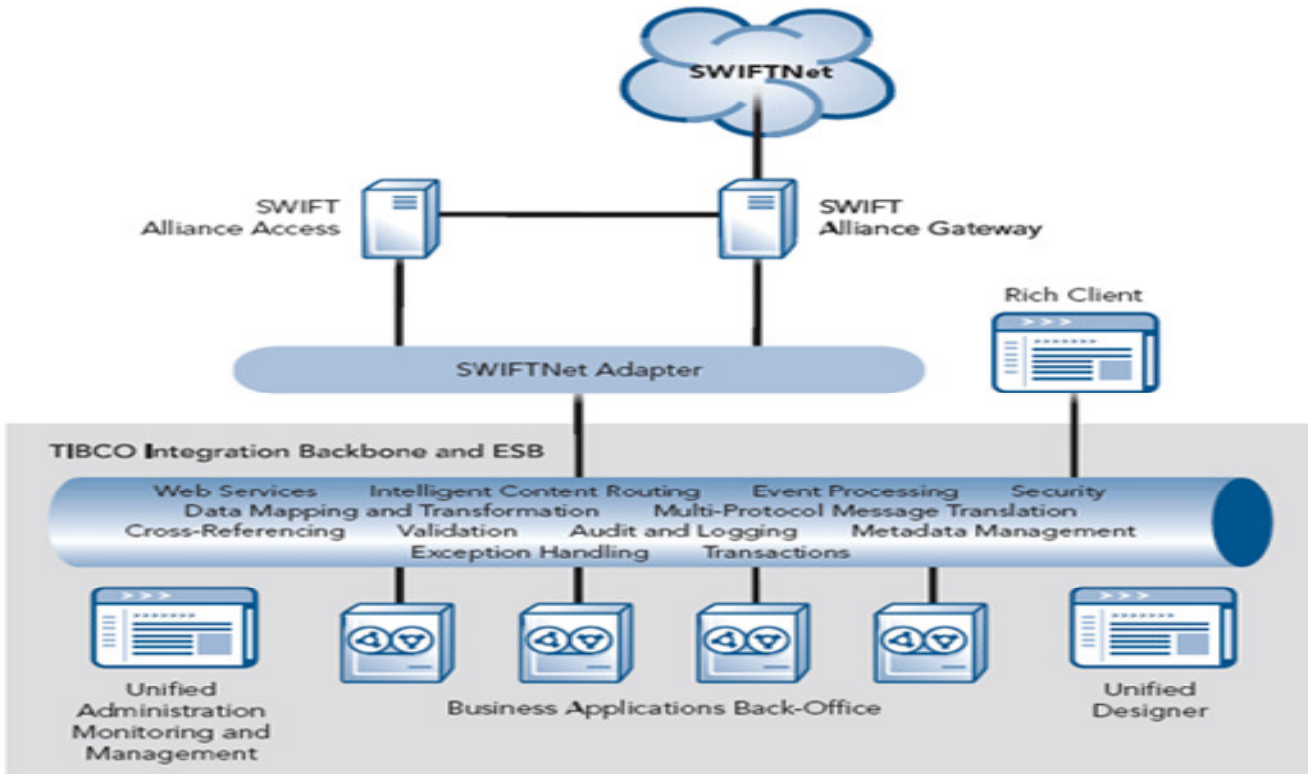 SWIFTNet
SWIFT
Alliance Access
SWIFT
Alliance Gateway
Rich Client
SWIFTNet Adapter
TIBCO Integration Backbone and ESB
Web Services Intelligent Content Routing Event Processing Security
Data Mapping and Transformation Multi-Protocol Message Translation
Cross-Referencing Validation Audit and Logging Metadata Management
Exception Handling Transactions
Unified
Administration
Monitoring and
Management
Business Applications Back-Office
Unified
Designer